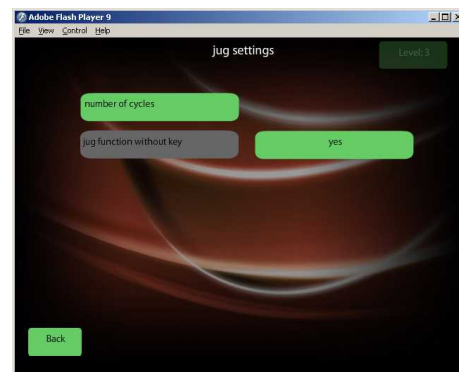 Adobe Flash Player 9
File View Control Help
jug settings
Level: 3
number of cycles
jug function without key
yes
Back